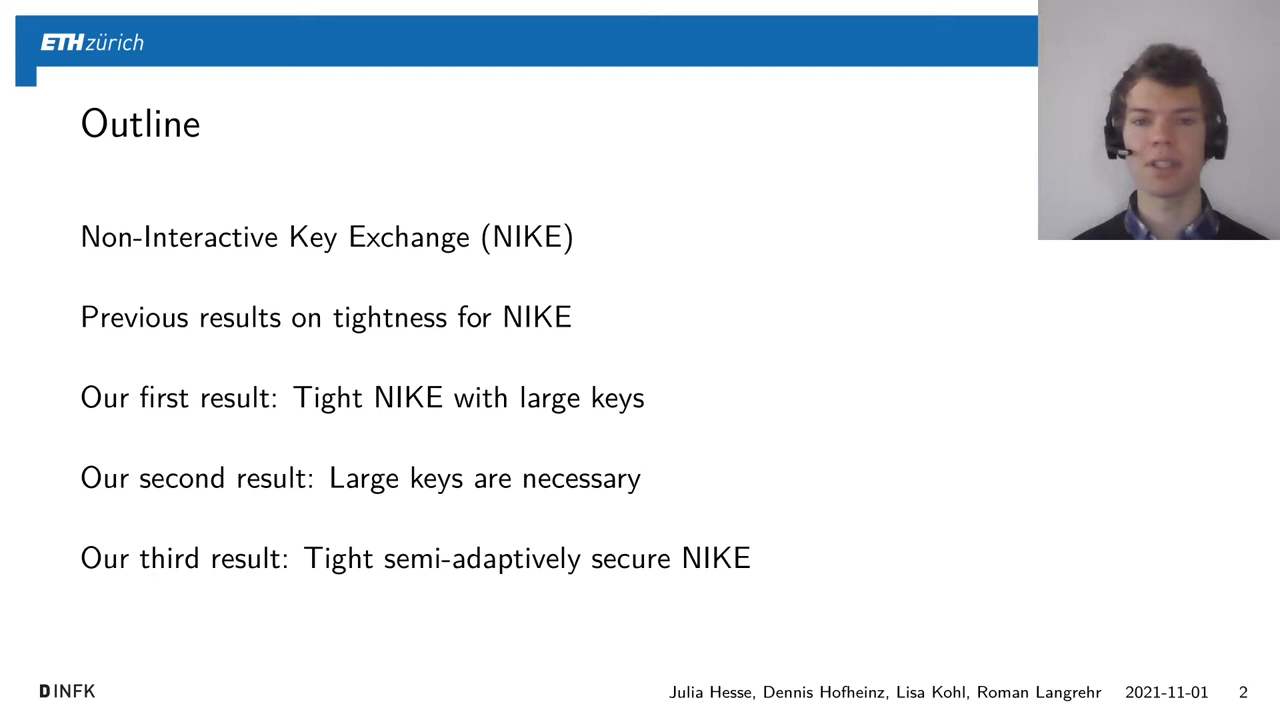 ETH zürich
Outline
Non-Interactive Key Exchange (NIKE)
Previous results on tightness for NIKE
Our first result: Tight NIKE with large keys
Our second result: Large keys are necessary
Our third result: Tight semi-adaptively secure NIKE
D INFK
Julia Hesse, Dennis Hofheinz, Lisa Kohl, Roman Langrehr 2021-11-01 2